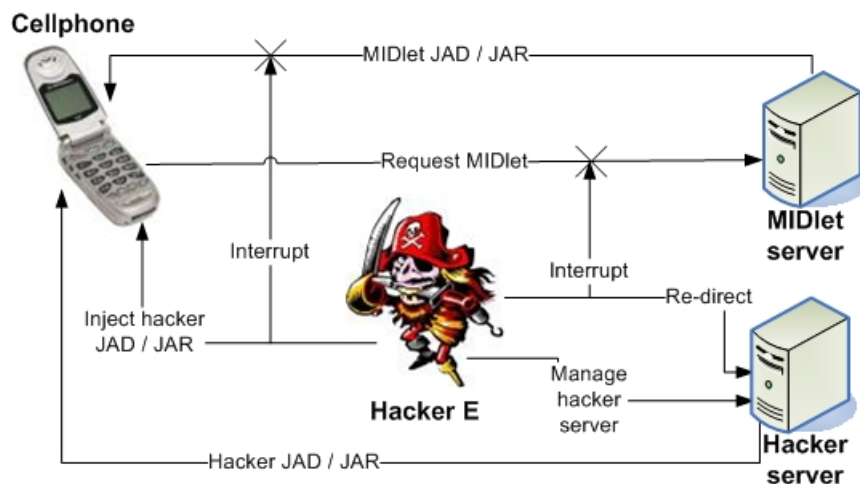 Cellphone
MIDlet JAD / JAR
Request MIDlet
MIDlet
server
Interrupt
Interrupt
Re-direct
Inject hacker
JAD / JAR
Manage
hacker
server
Hacker E
Hacker
server
Hacker JAD / JAR